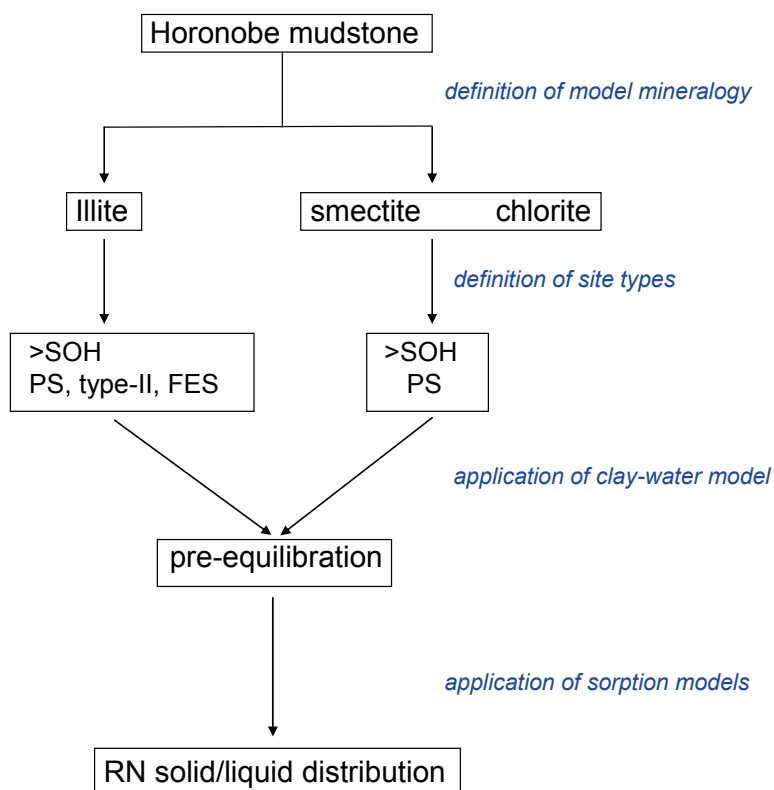 Horonobe mudstone
definition of model mineralogy
Illite
smectite chlorite
definition of site types
>SOH
PS, type-II, FES
>SOH
PS
application of clay-water model
pre-equilibration
application of sorption models
RN solid/liquid distribution